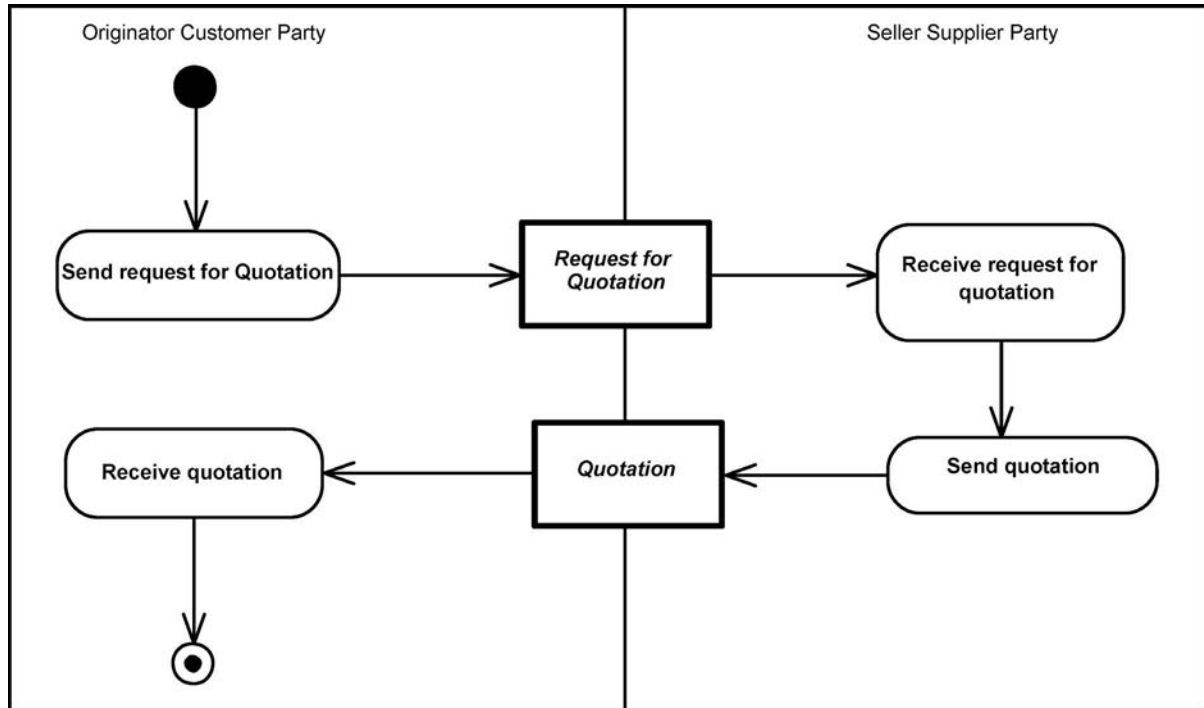 Originator Customer Party
Seller Supplier Party
Send request for Quotation
Request for
Quotation
Receive request for
quotation
Receive quotation
Quotation
Send quotation